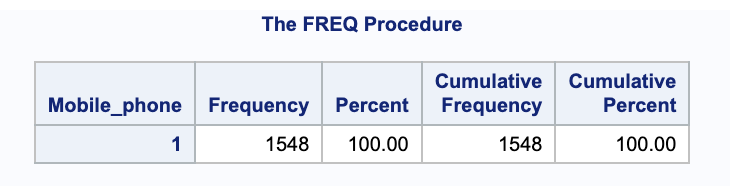 The FREQ Procedure
Cumulative Cumulative
Mobile_phone Frequency Percent Frequency Percent
1 1548 100.00 1548 100.00